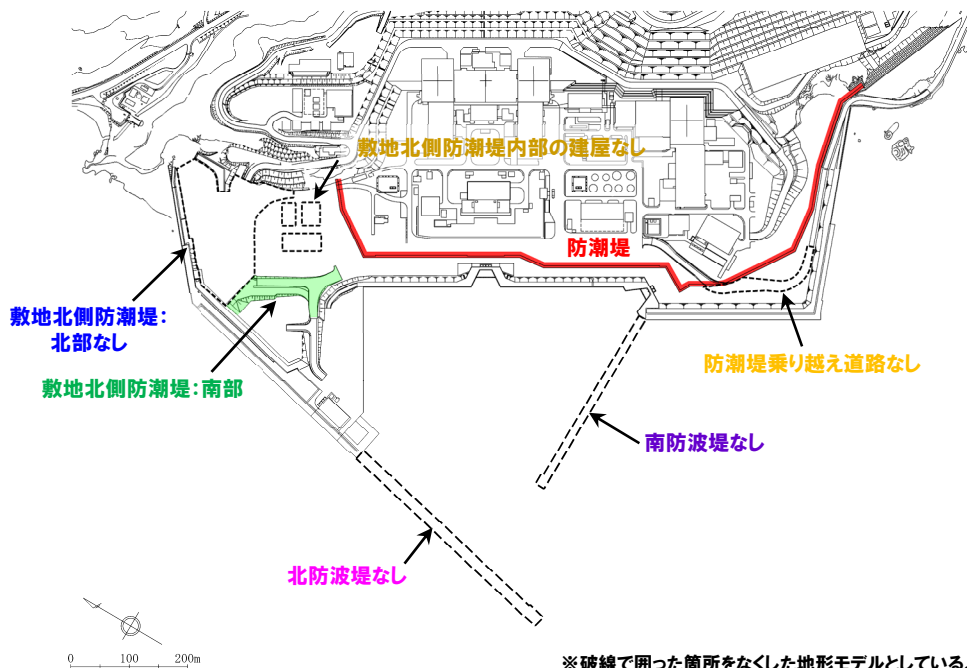 敷地北側防潮堤内部の建屋なし
防潮堤
敷地北側防潮堤：
北部なし
敷地北側防潮堤：南部
防潮堤乗り越え道路なし
南防波堤なし
北防波堤なし
0 100 200m
※破線で囲った箇所をなくした地形モデルとしている。